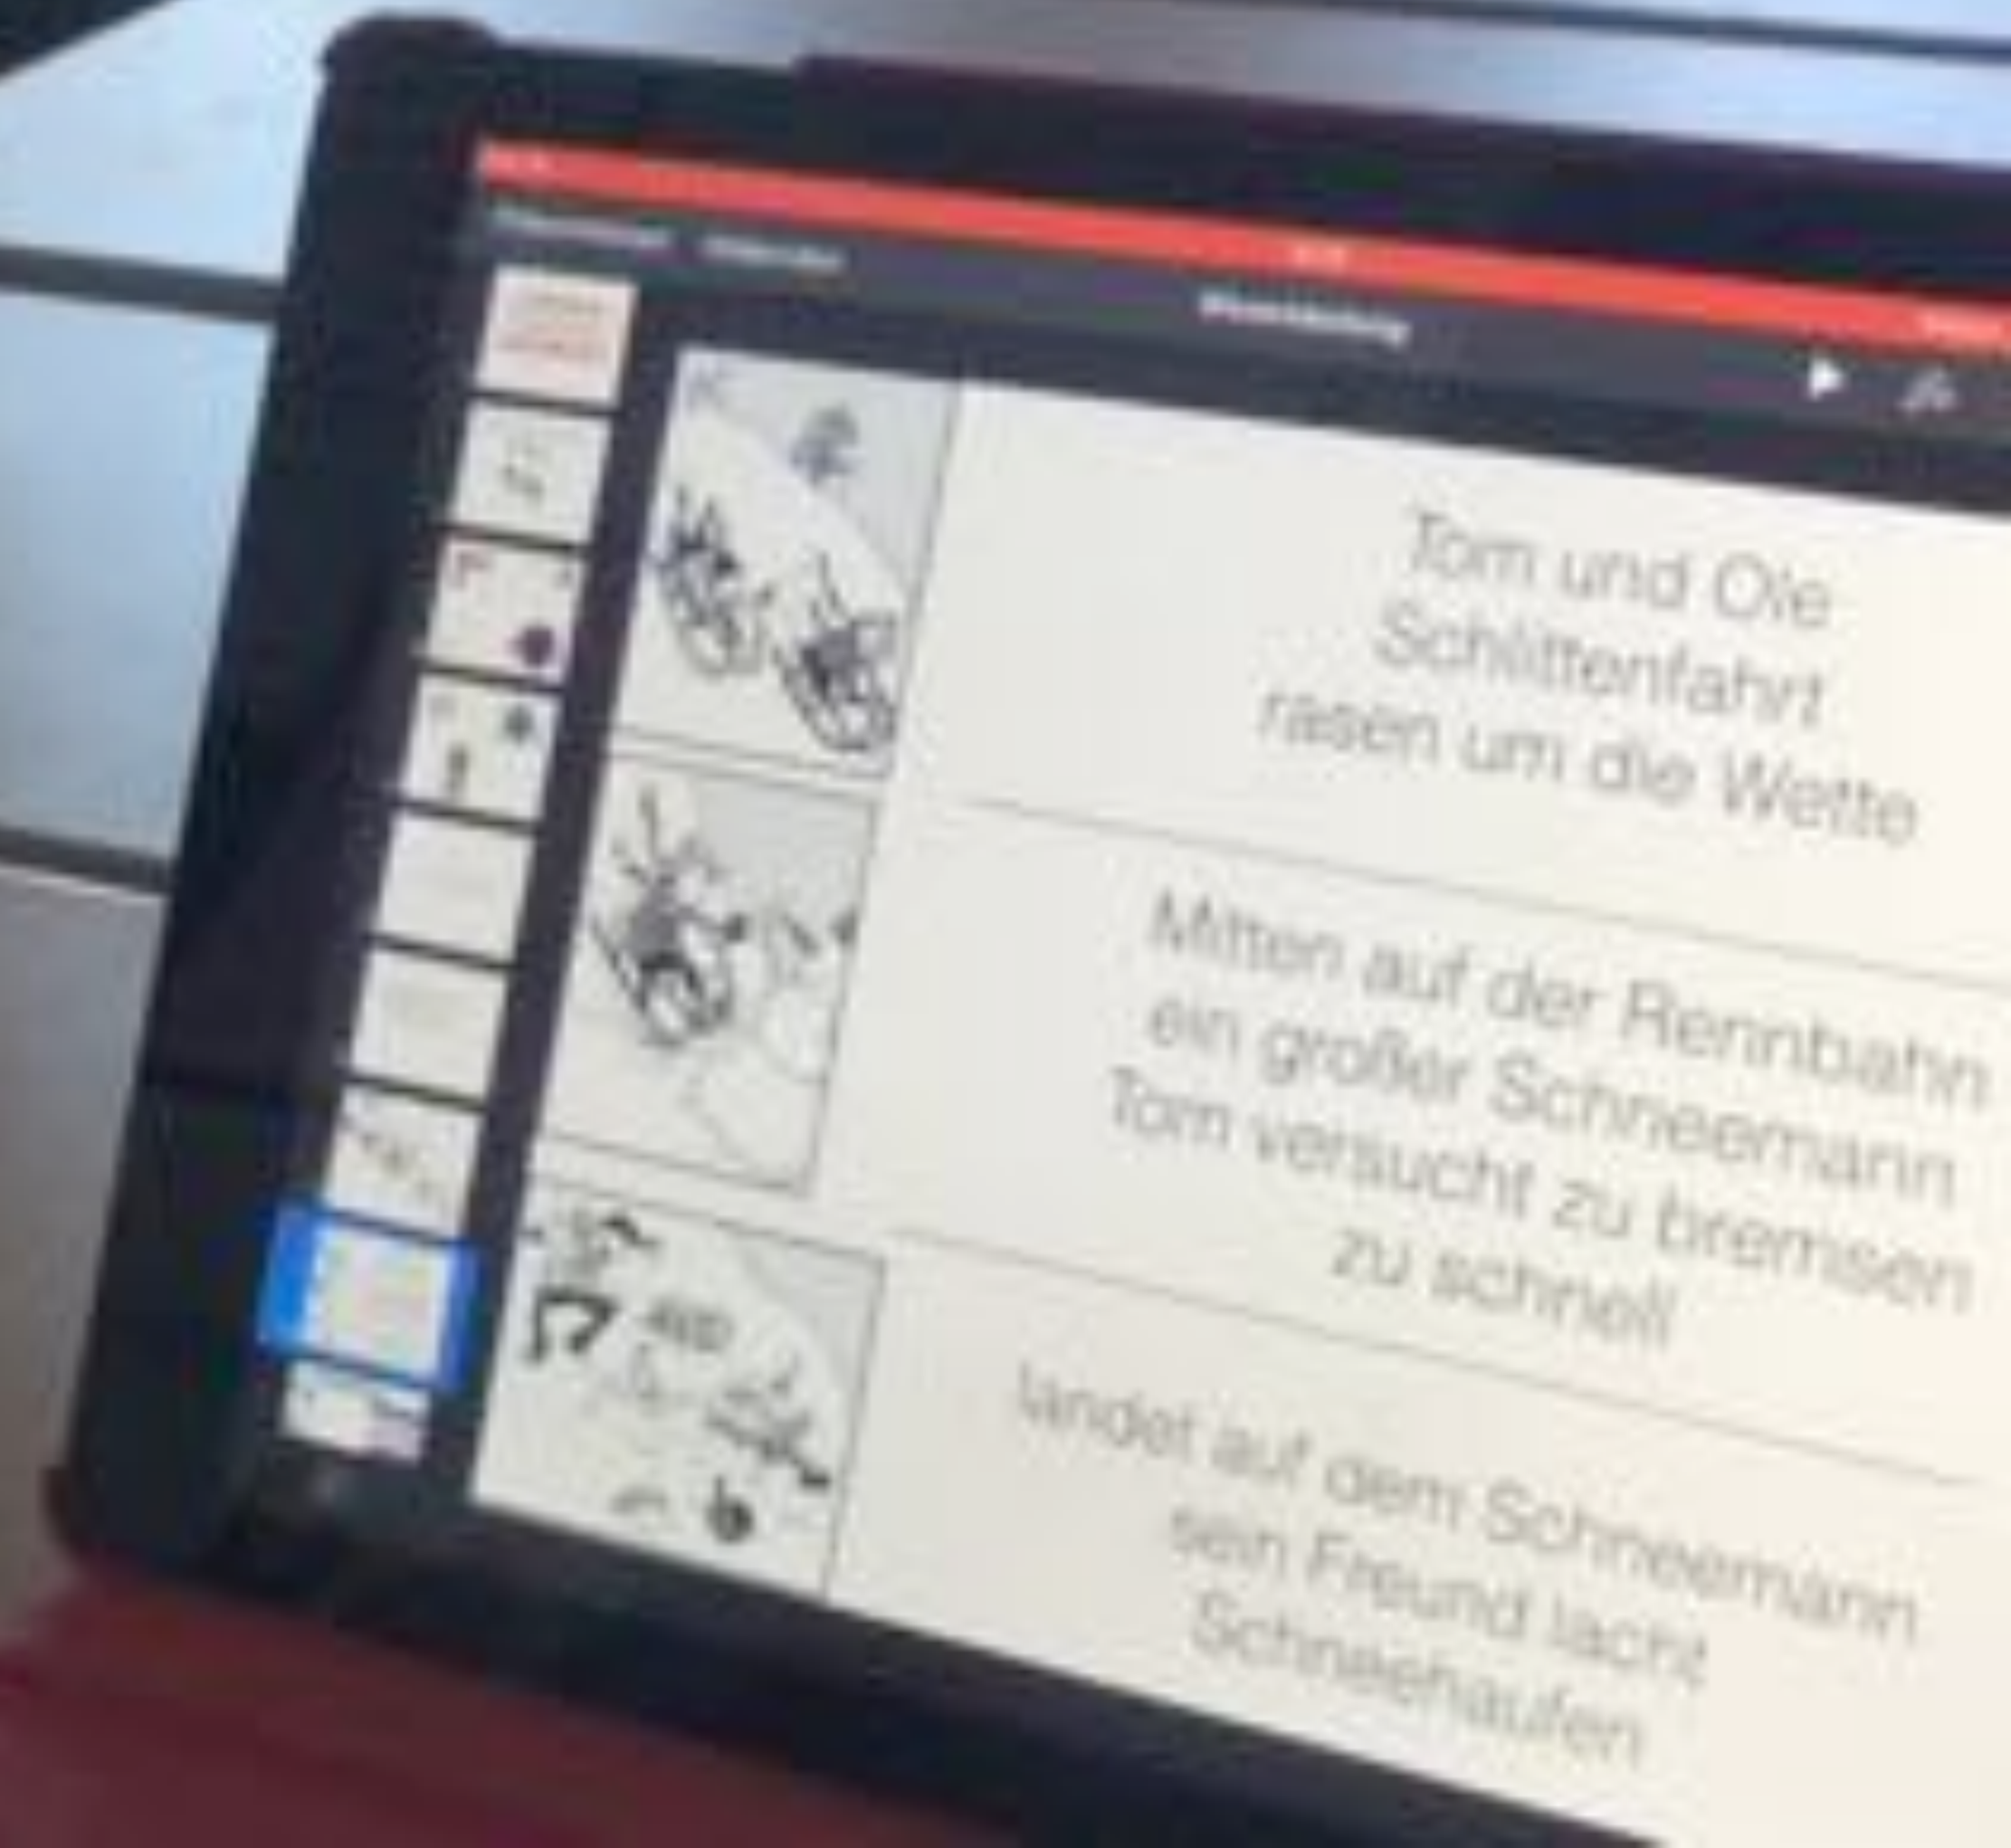 Tom und Ole
Schlittenfahrt
rasen um die Wette
Mitten auf der Rennbahn
ein großer Schneemann
Tom versucht zu bremsen
zu schnell
landet auf dem Schneemann
sein Freund lacht
Schneehaufen